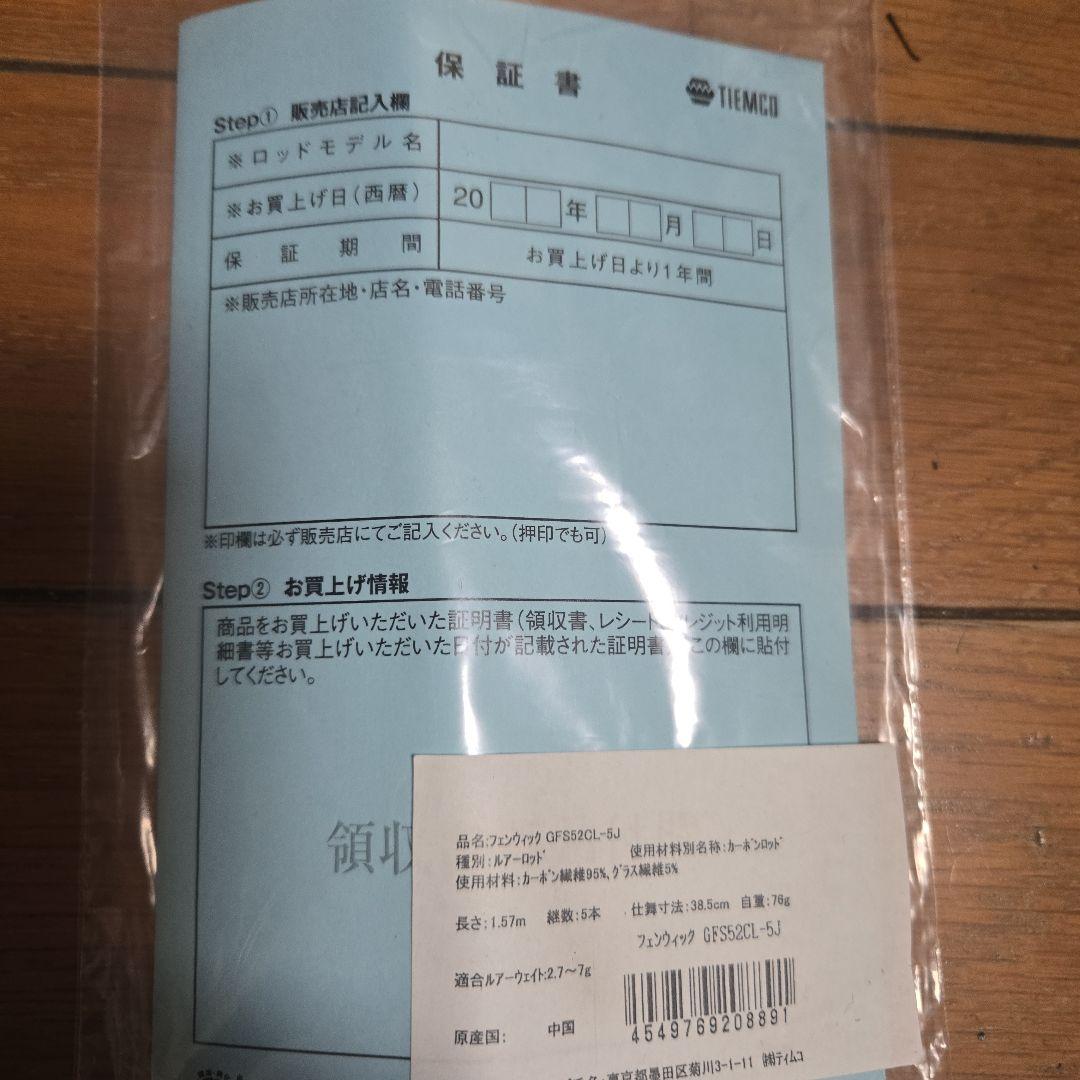 保証書
TIEMCO
Step① 販売店記入欄
※ロッドモデル名
※お買上げ日(西暦) 20 年 月 日
保証期間 お買上げ日より1年間
※販売店所在地・店名・電話番号
※印欄は必ず販売店にてご記入ください。(押印でも可)
Step② お買上げ情報
商品をお買上げいただいた証明書(領収書、レシート、クレジット利用明
細書等お買上げいただいた日付が記載された証明書)をこの欄に貼付
してください。
領収
品名:フェンウィック GFS52CL-5J
種別:ルアーロッド 使用材料別名称:カーボンロッド
使用材料:カーボン繊維95%,グラス繊維5%
長さ:1.57m 継数:5本 仕舞寸法:38.5cm 自重:76g
フェンウィック GFS52CL-5J
適合ルアーウェイト:2.7〜7g
4549769208891
原産国: 中国
東京都墨田区菊川3-1-11 ㈱ティムコ